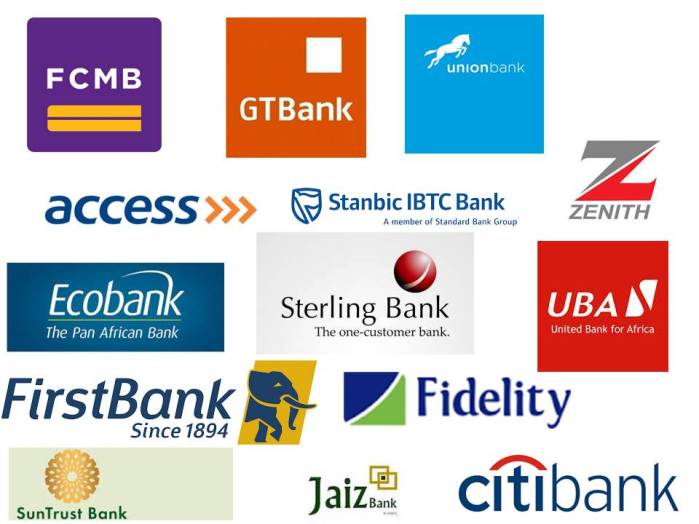 FCMB
GTBank
unionbank
access
Stanbic IBTC Bank
A member of Standard Bank Group
ZENITH
Ecobank
The Pan African Bank
Sterling Bank
The one-customer bank.
UBA
United Bank for Africa
FirstBank
Since 1894
Fidelity
SunTrust Bank
Jaiz
Bank
citibank